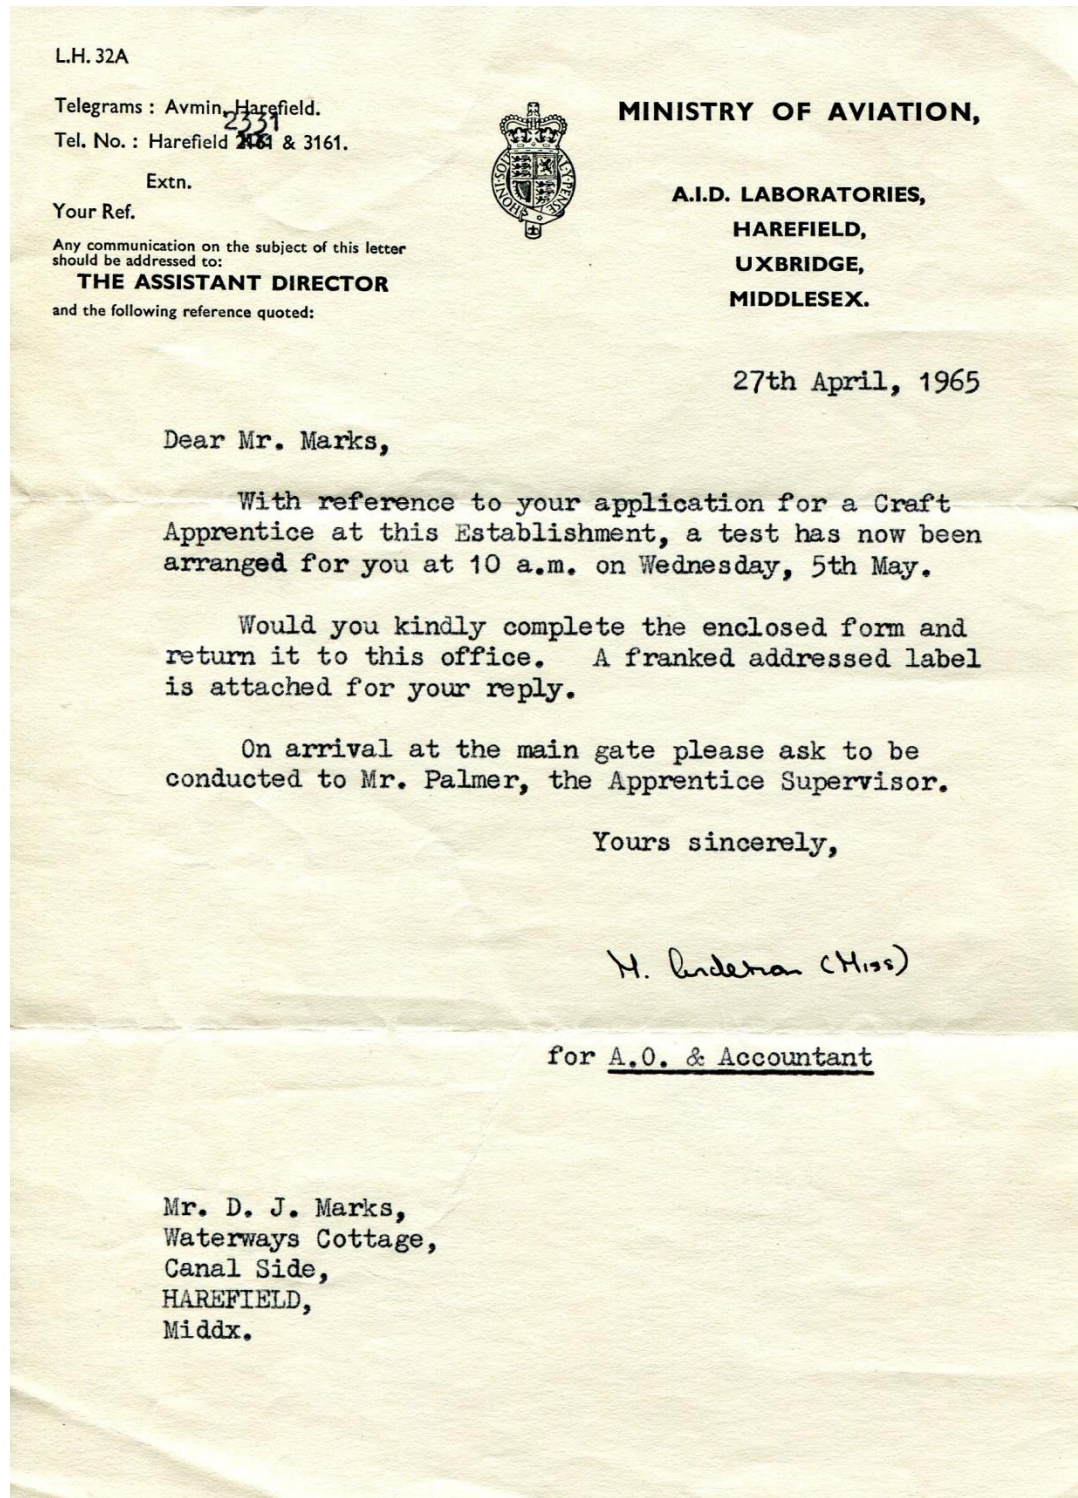 L.H. 32A
Telegrams : Avmin, Harefield.
2331
Tel. No. : Harefield & 3161.
Extn.
Your Ref.
Any communication on the subject of this letter
should be addressed to:
THE ASSISTANT DIRECTOR
and the following reference quoted:
HONI·SOI AL·Y·PENSE
MINISTRY OF AVIATION,
A.I.D. LABORATORIES,
HAREFIELD,
UXBRIDGE,
MIDDLESEX.
27th April, 1965
Dear Mr. Marks,
With reference to your application for a Craft
Apprentice at this Establishment, a test has now been
arranged for you at 10 a.m. on Wednesday, 5th May.
Would you kindly complete the enclosed form and
return it to this office. A franked addressed label
is attached for your reply.
On arrival at the main gate please ask to be
conducted to Mr. Palmer, the Apprentice Supervisor.
Yours sincerely,
M. Anderson (Miss)
for A.O. & Accountant
Mr. D. J. Marks,
Waterways Cottage,
Canal Side,
HAREFIELD,
Middx.